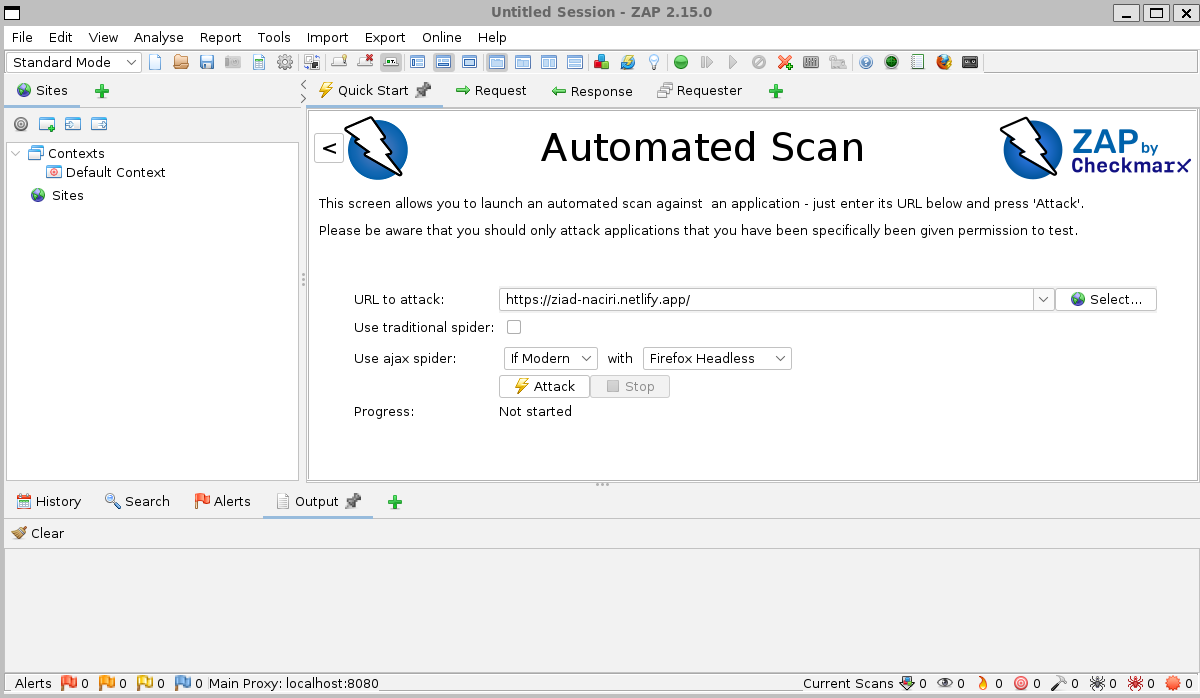 Untitled Session - ZAP 2.15.0
File Edit View Analyse Report Tools Import Export Online Help
Standard Mode
Sites
Quick Start Request Response Requester
Contexts
Default Context
Sites
<
Automated Scan
ZAP by
Checkmarx
This screen allows you to launch an automated scan against  an application - just enter its URL below and press 'Attack'.
Please be aware that you should only attack applications that you have been specifically been given permission to test.
URL to attack: https://ziad-naciri.netlify.app/ Select...
Use traditional spider:
Use ajax spider: If Modern with Firefox Headless
Attack Stop
Progress: Not started
History Search Alerts Output
Clear
Alerts 0 0 0 0 Main Proxy: localhost:8080 Current Scans 0 0 0 0 0 0 0 0